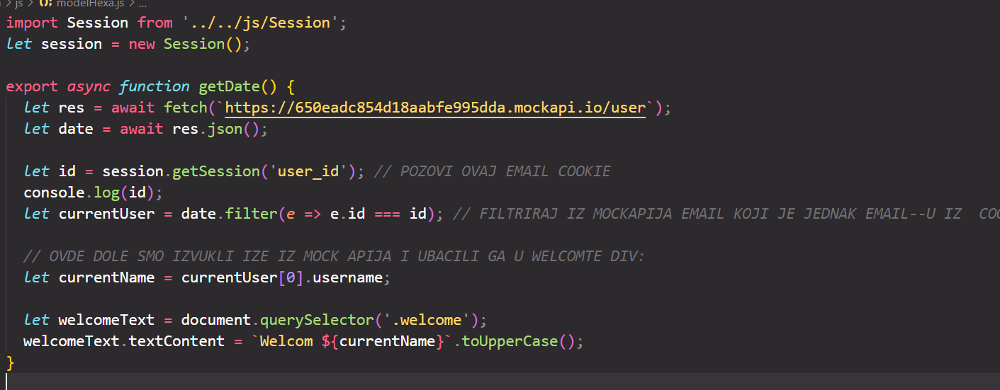 js > modelHexa.js > ...
import Session from '../../js/Session';
let session = new Session();
export async function getDate() {
let res = await fetch(`https://650eadc854d18aabfe995dda.mockapi.io/user`);
let date = await res.json();
let id = session.getSession('user_id'); // POZOVI OVAJ EMAIL COOKIE
console.log(id);
let currentUser = date.filter(e => e.id === id); // FILTRIRAJ IZ MOCKAPIJA EMAIL KOJI JE JEDNAK EMAIL--U IZ COO
// OVDE DOLE SMO IZVUKLI IZE IZ MOCK APIJA I UBACILI GA U WELCOMTE DIV:
let currentName = currentUser[0].username;
let welcomeText = document.querySelector('.welcome');
welcomeText.textContent = `Welcom ${currentName}`.toUpperCase();
}